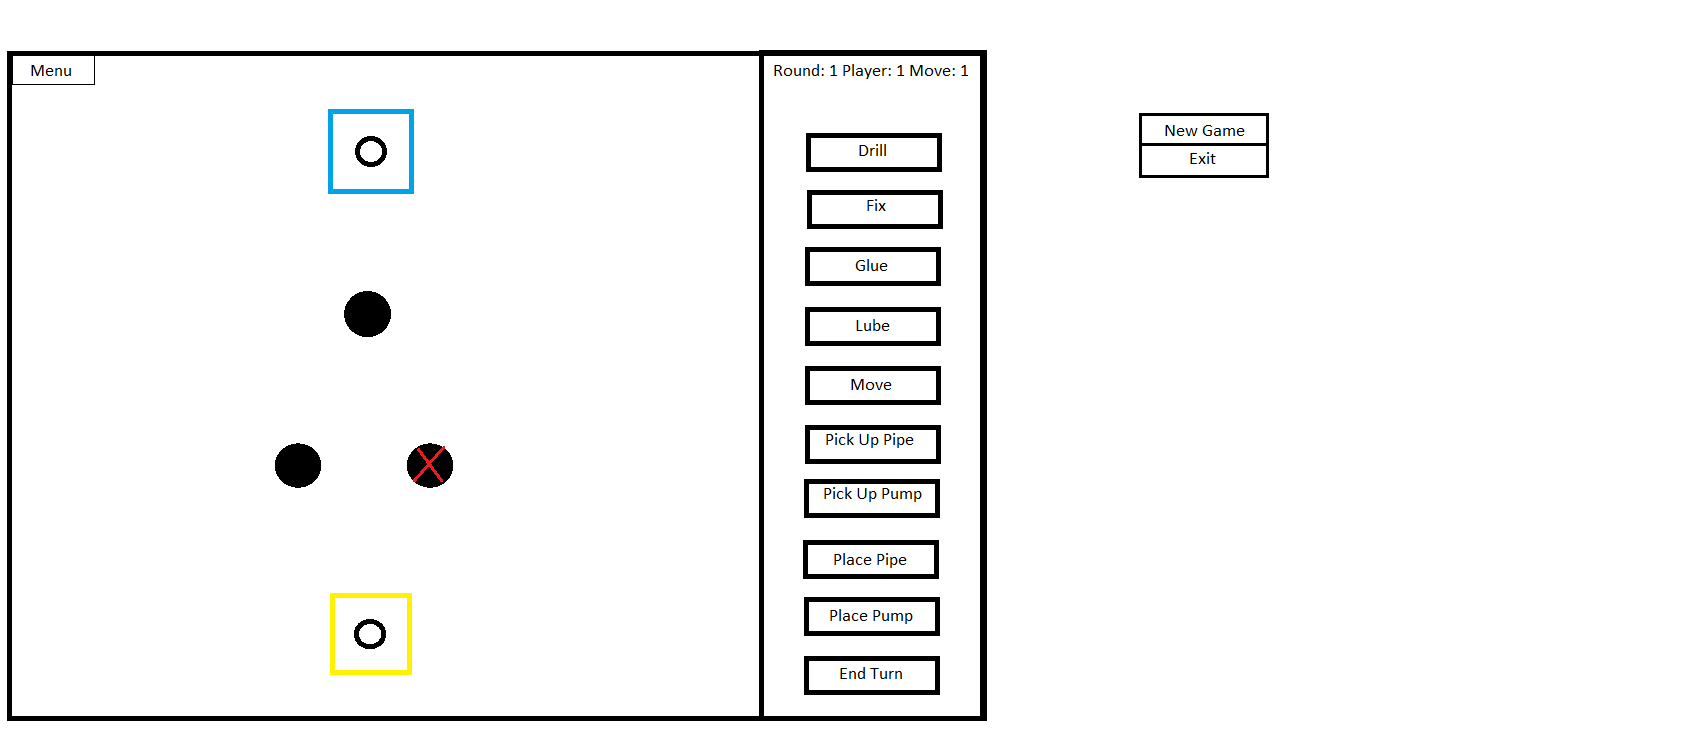 Menu
Round: 1 Player: 1 Move: 1
Drill
Fix
Glue
Lube
Move
Pick Up Pipe
Pick Up Pump
Place Pipe
Place Pump
End Turn
New Game
Exit